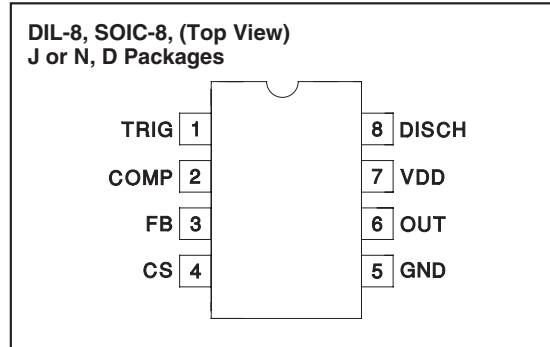 DIL-8, SOIC-8, (Top View)
J or N, D Packages
TRIG 1 8 DISCH
COMP 2 7 VDD
FB 3 6 OUT
CS 4 5 GND